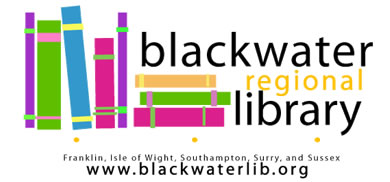 blackwater
regional
library
Franklin, Isle of Wight, Southampton, Surry, and Sussex
www.blackwaterlib.org